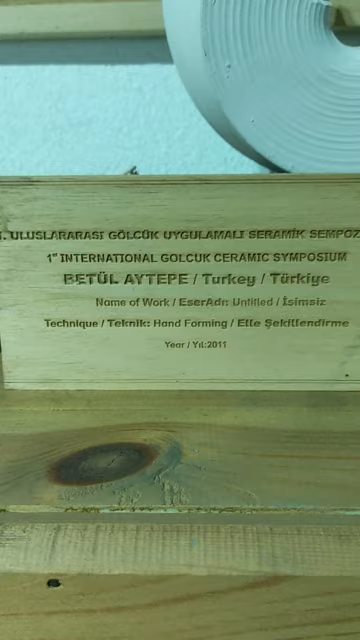 1. ULUSLARARASI GÖLCÜK UYGULAMALI SERAMİK SEMPOZ
1st INTERNATIONAL GOLCUK CERAMIC SYMPOSIUM
BETÜL AYTEPE / Turkey / Türkiye
Name of Work / EserAdı: Untitled / İsimsiz
Technique / Teknik: Hand Forming / Elle Şekillendirme
Year / Yıl:2011